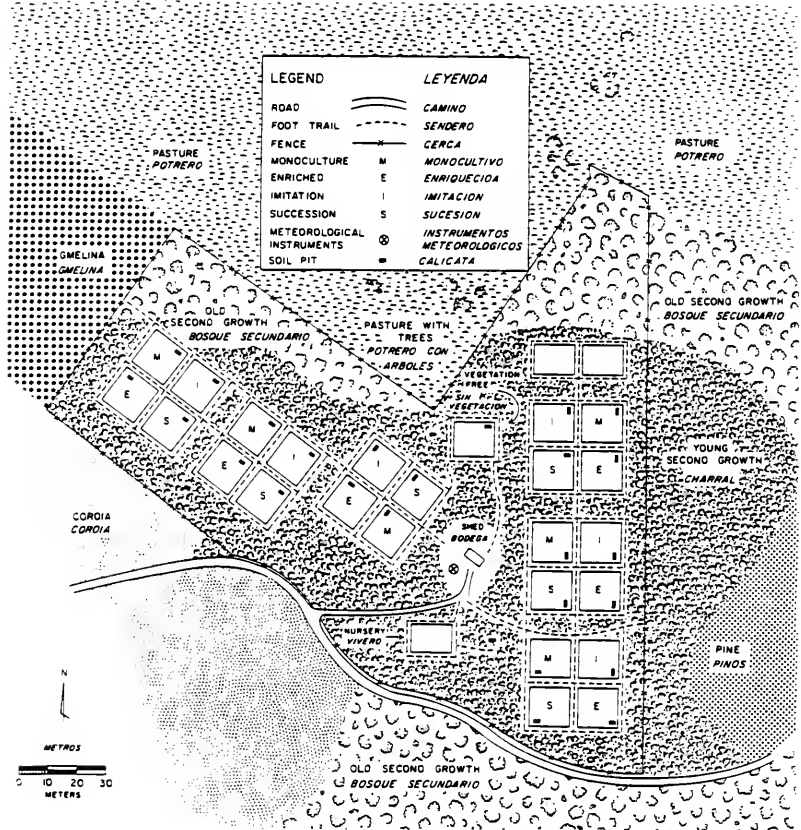 LEGEND LEYENDA
ROAD CAMINO
FOOT TRAIL SENDERO
FENCE x CERCA
MONOCULTURE M MONOCULTIVO
ENRICHED E ENRIQUECIDA
IMITATION I IMITACION
SUCCESSION S SUCESION
METEOROLOGICAL INSTRUMENTOS
INSTRUMENTS METEOROLOGICOS
SOIL PIT CALICATA
PASTURE
POTRERO
PASTURE
POTRERO
GMELINA
GMELINA
OLD
SECOND GROWTH
BOSQUE SECUNDARIO
PASTURE WITH
TREES
POTRERO CON
ARBOLES
OLD SECOND GROWTH
BOSQUE SECUNDARIO
VEGETATION
FREE
SIN
VEGETACION
M
I
E
S
M
I
E
S
I
S
E
M
I M
S E
M I
S E
M I
S E
YOUNG
SECOND GROWTH
CHARRAL
CORDIA
CORDIA
SHED
BODEGA
NURSERY
VIVERO
PINE
PINOS
N
METROS
0 10 20 30
METERS
OLD SECOND GROWTH
BOSQUE SECUNDARIO